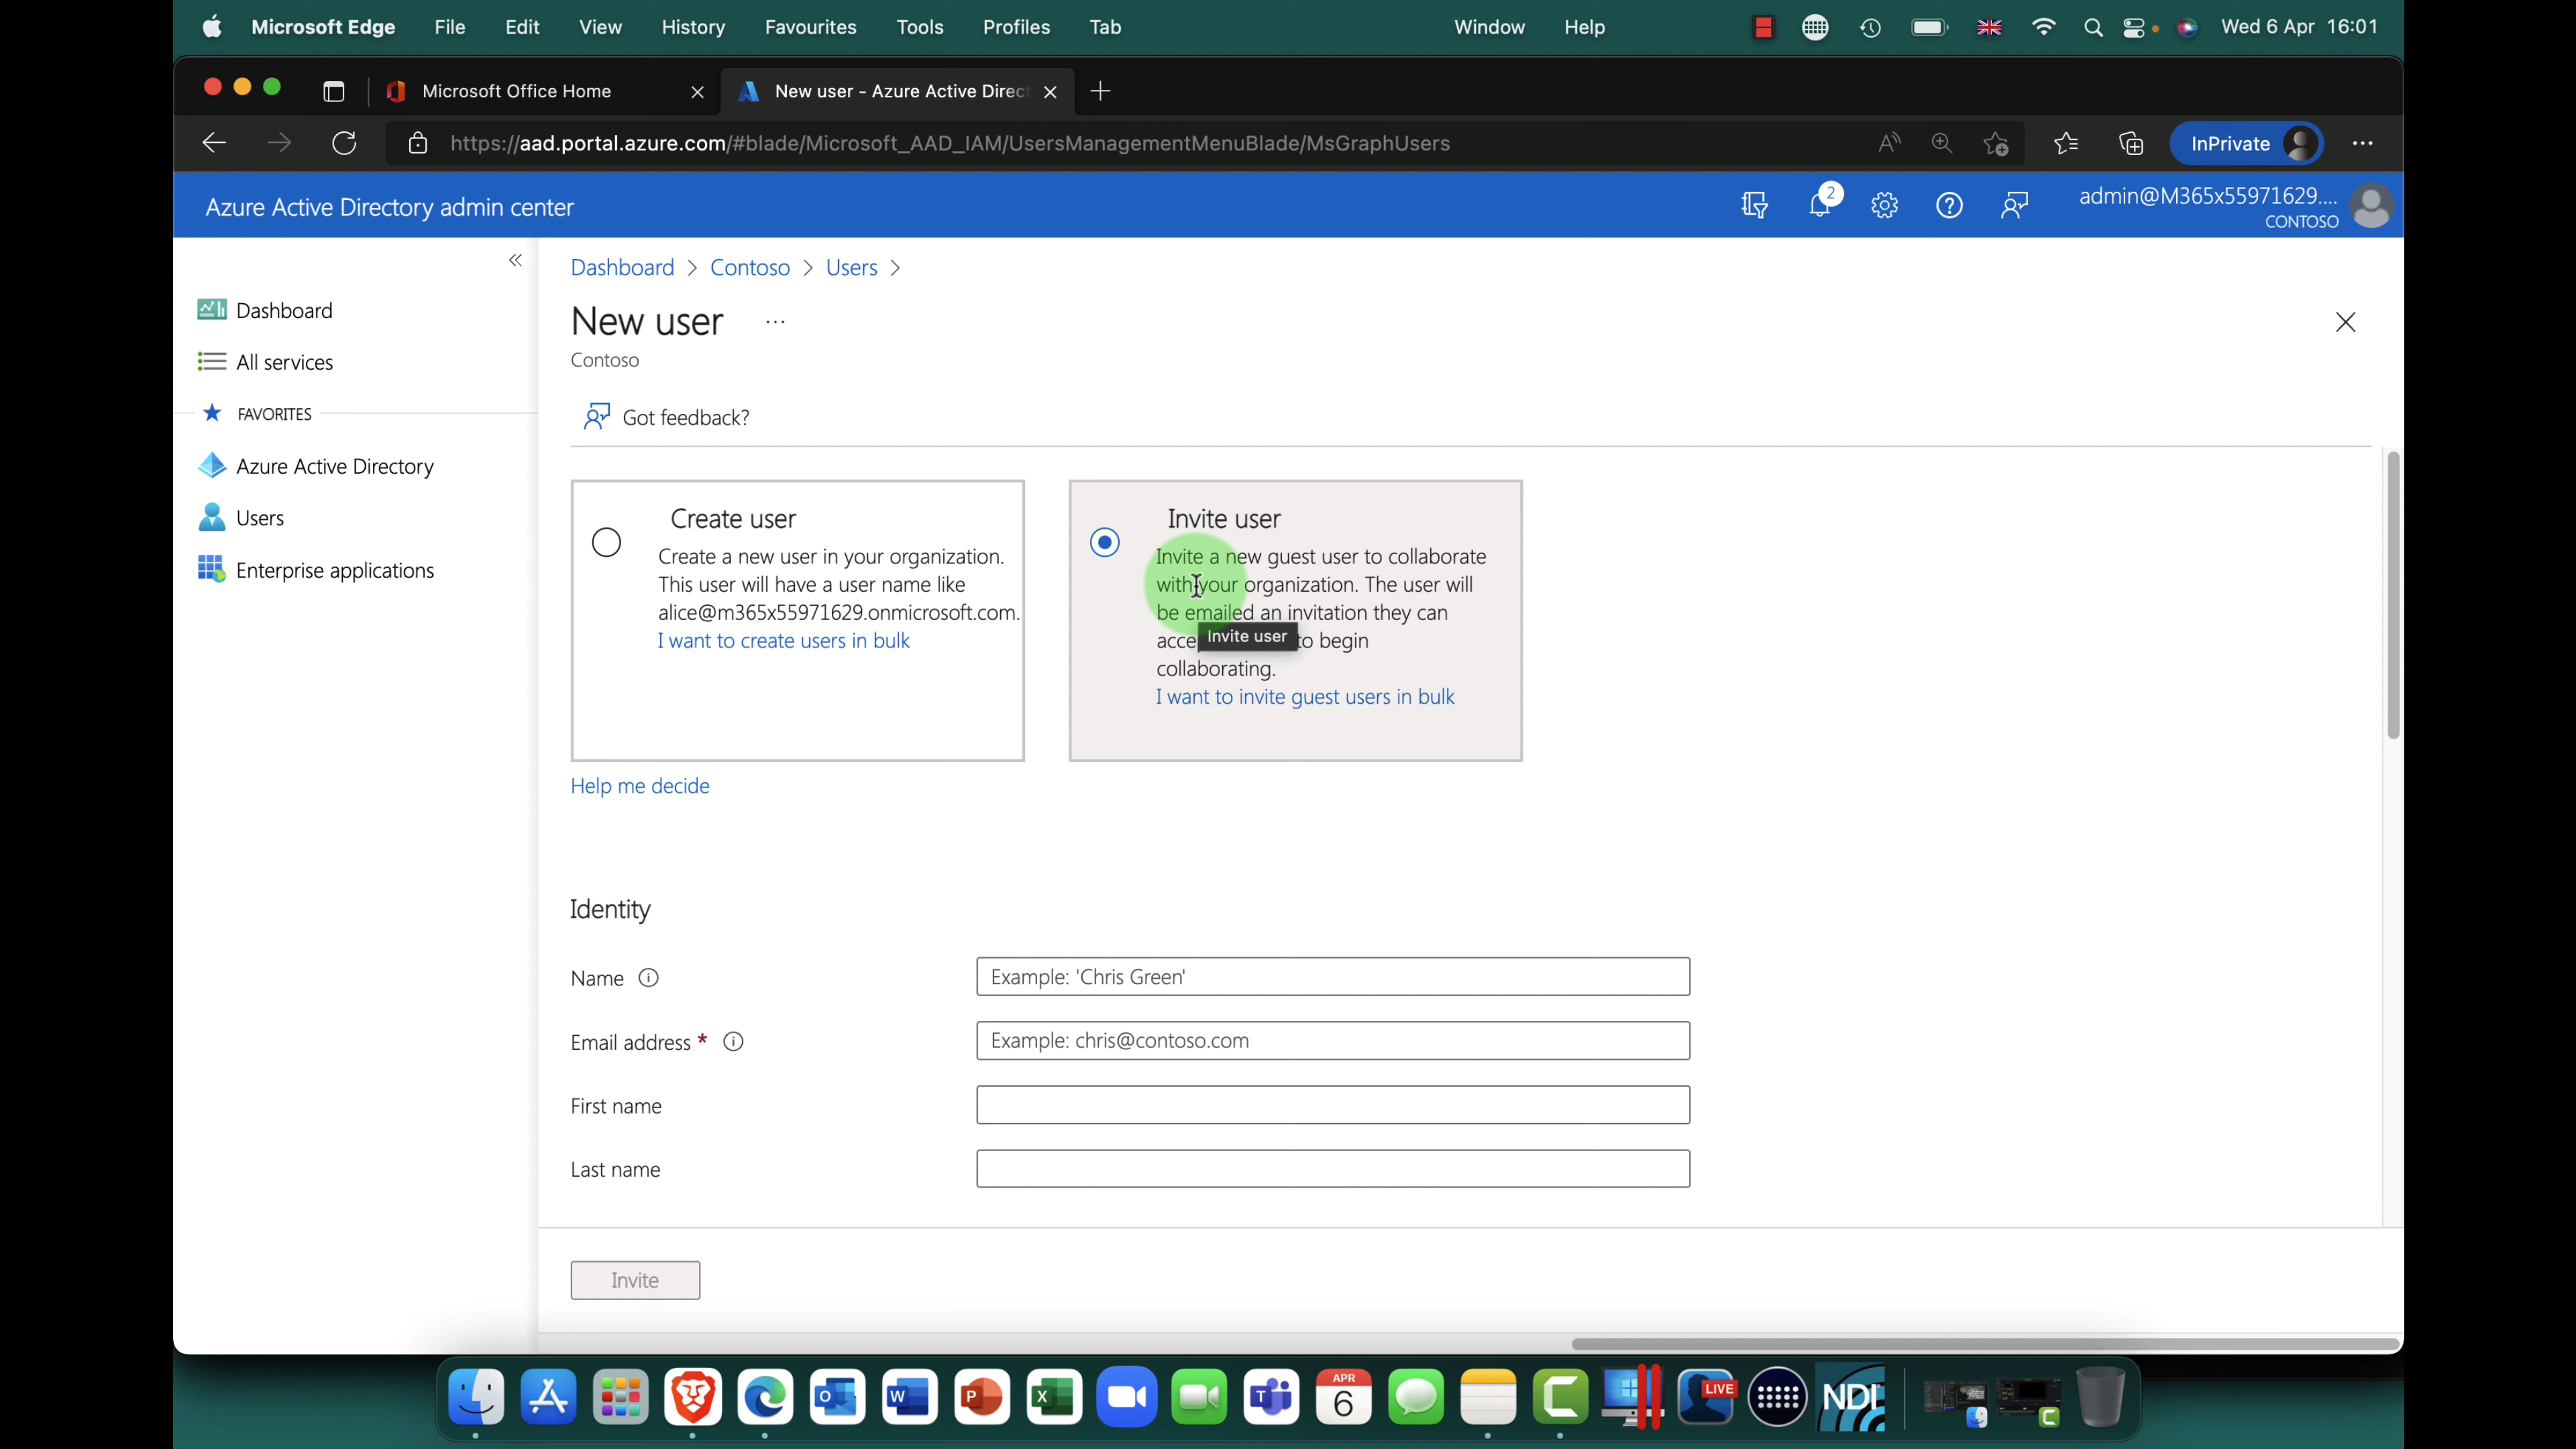 Microsoft Edge File Edit View History Favourites Tools Profiles Tab Window Help Wed 6 Apr 16:01
Microsoft Office Home New user - Azure Active Direct
https://aad.portal.azure.com/#blade/Microsoft_AAD_IAM/UsersManagementMenuBlade/MsGraphUsers InPrivate
Azure Active Directory admin center 2 admin@M365x55971629....
CONTOSO
Dashboard
All services
FAVORITES
Azure Active Directory
Users
Enterprise applications
Dashboard > Contoso > Users >
New user ...
Contoso
Got feedback?
Create user
Create a new user in your organization.
This user will have a user name like
alice@m365x55971629.onmicrosoft.com.
I want to create users in bulk
Invite user
Invite a new guest user to collaborate
with your organization. The user will
be emailed an invitation they can
acce to begin
Invite user
collaborating.
I want to invite guest users in bulk
Help me decide
Identity
Name
Example: 'Chris Green'
Email address *
Example: chris@contoso.com
First name
Last name
Invite
O W P X T APR 6 LIVE NDI